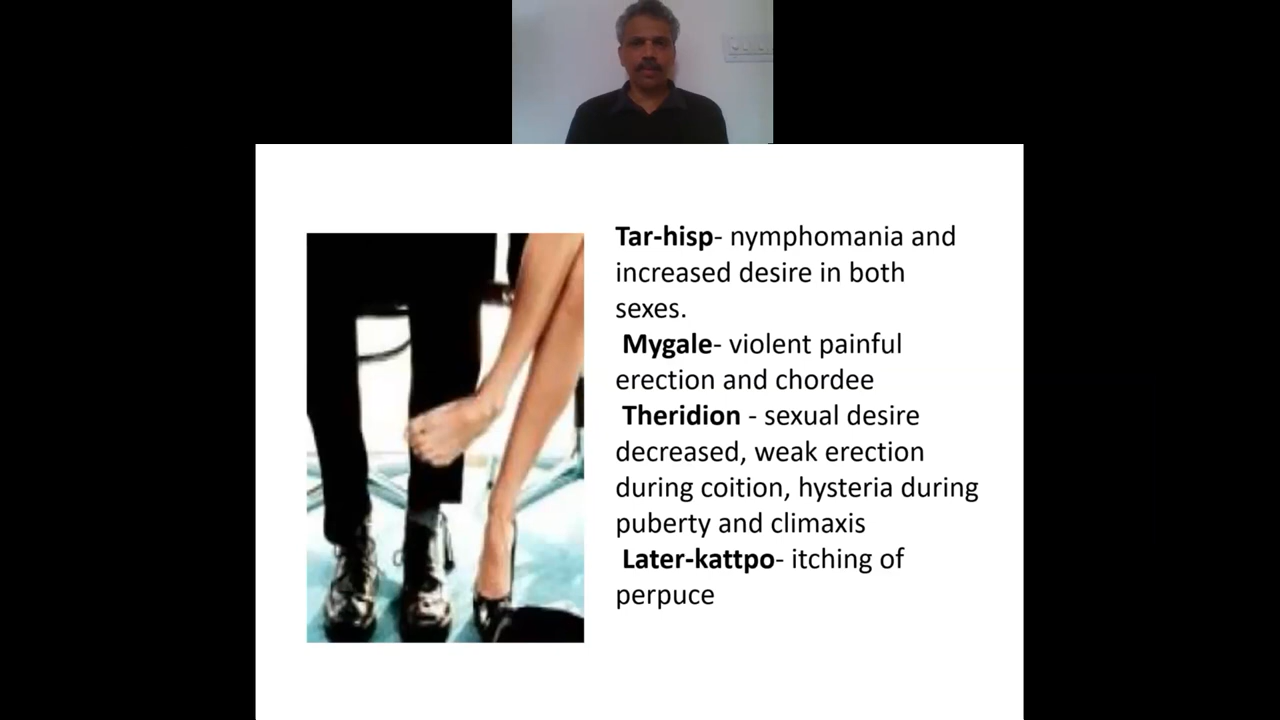 Tar-hisp- nymphomania and
increased desire in both
sexes.
Mygale- violent painful
erection and chordee
Theridion - sexual desire
decreased, weak erection
during coition, hysteria during
puberty and climaxis
Later-kattpo- itching of
perpuce